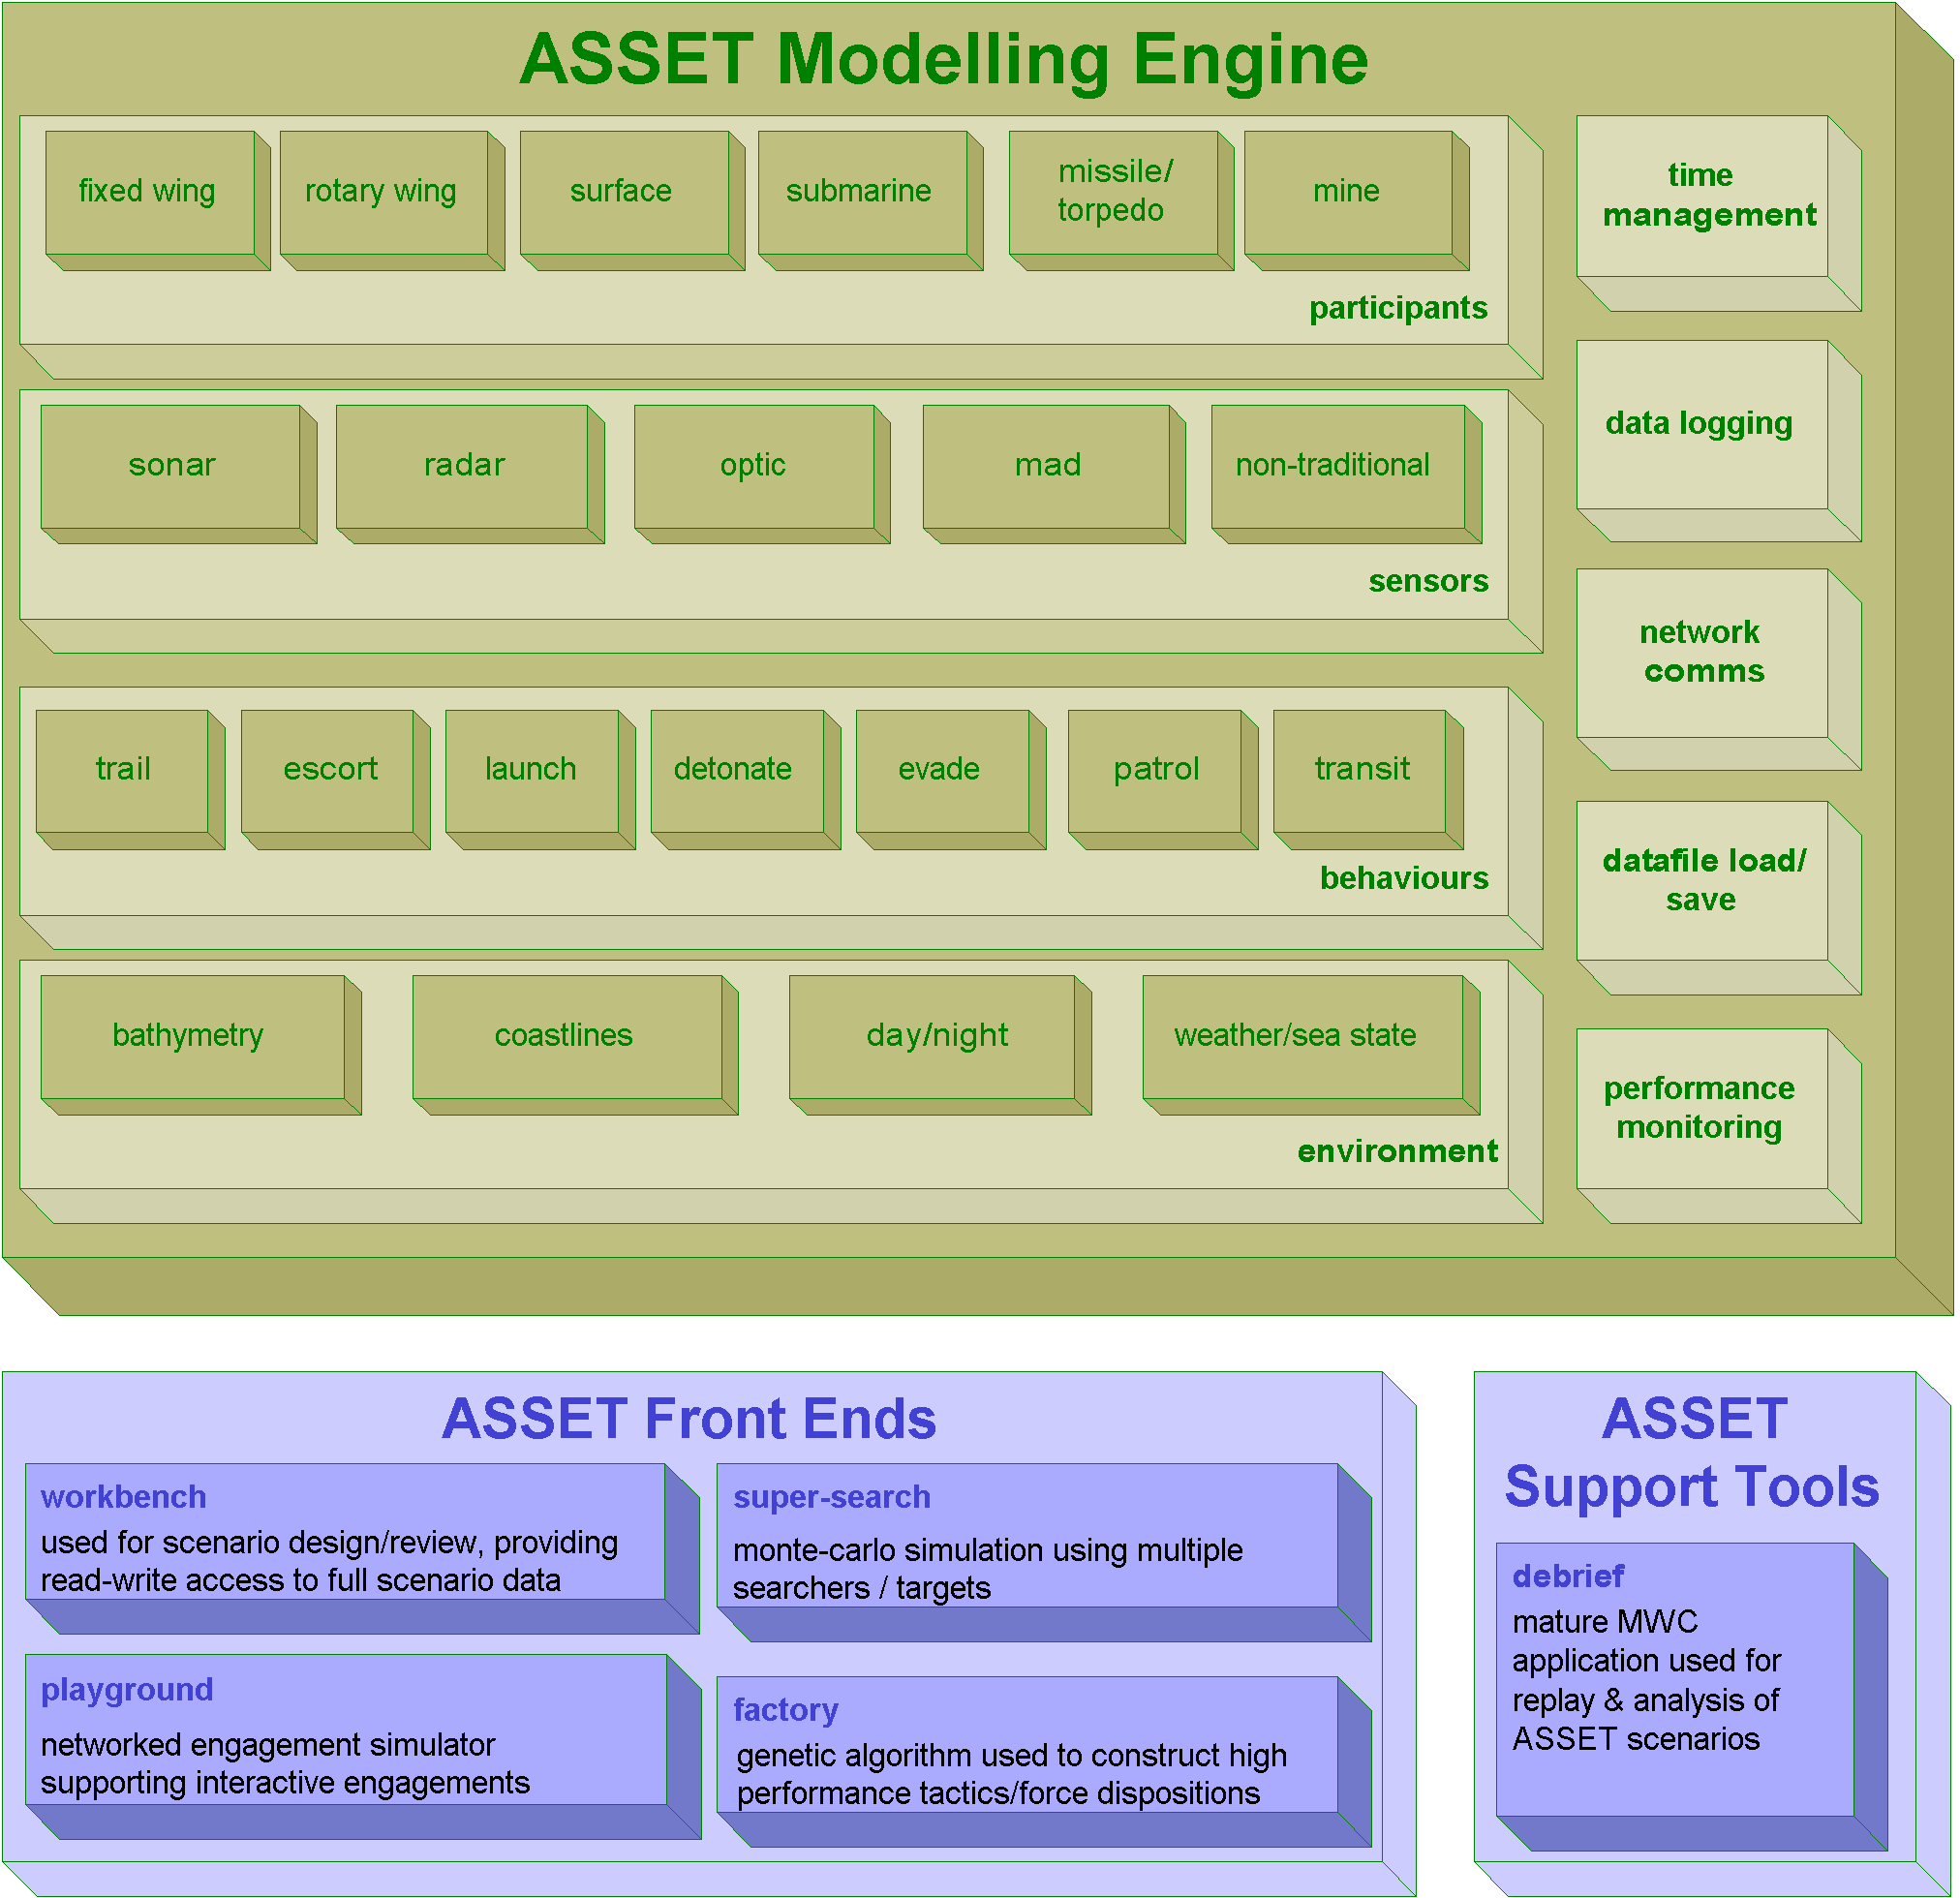 ASSET Modelling Engine
fixed wing
rotary wing
surface
submarine
missile/
torpedo
mine
participants
sonar
radar
optic
mad
non-traditional
sensors
trail
escort
launch
detonate
evade
patrol
transit
behaviours
bathymetry
coastlines
day/night
weather/sea state
environment
time
management
data logging
network
comms
datafile load/
save
performance
monitoring
ASSET Front Ends
workbench
used for scenario design/review, providing
read-write access to full scenario data
super-search
monte-carlo simulation using multiple
searchers / targets
playground
networked engagement simulator
supporting interactive engagements
factory
genetic algorithm used to construct high
performance tactics/force dispositions
ASSET
Support Tools
debrief
mature MWC
application used for
replay & analysis of
ASSET scenarios